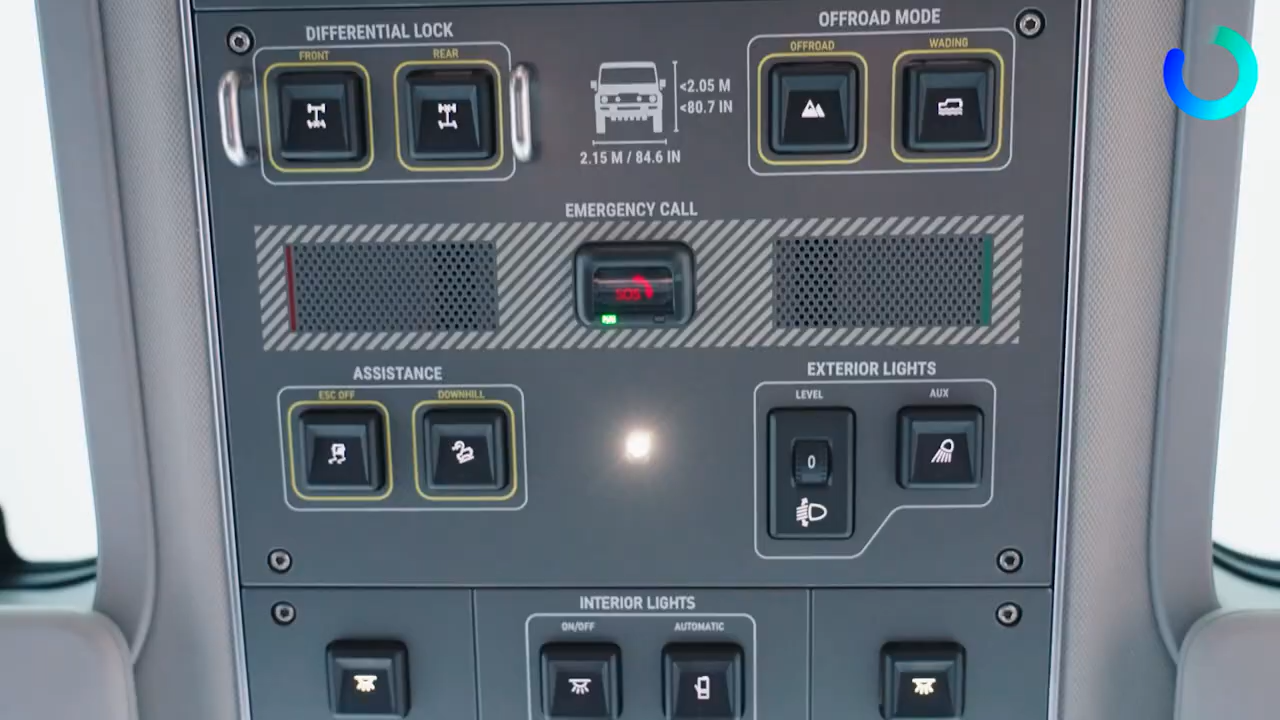 DIFFERENTIAL LOCK
FRONT
REAR
<2.05 M
<80.7 IN
2.15 M / 84.6 IN
OFFROAD MODE
OFFROAD
WADING
EMERGENCY CALL
SOS
ASSISTANCE
ESC OFF
DOWNHILL
EXTERIOR LIGHTS
LEVEL
AUX
0
INTERIOR LIGHTS
ON/OFF
AUTOMATIC